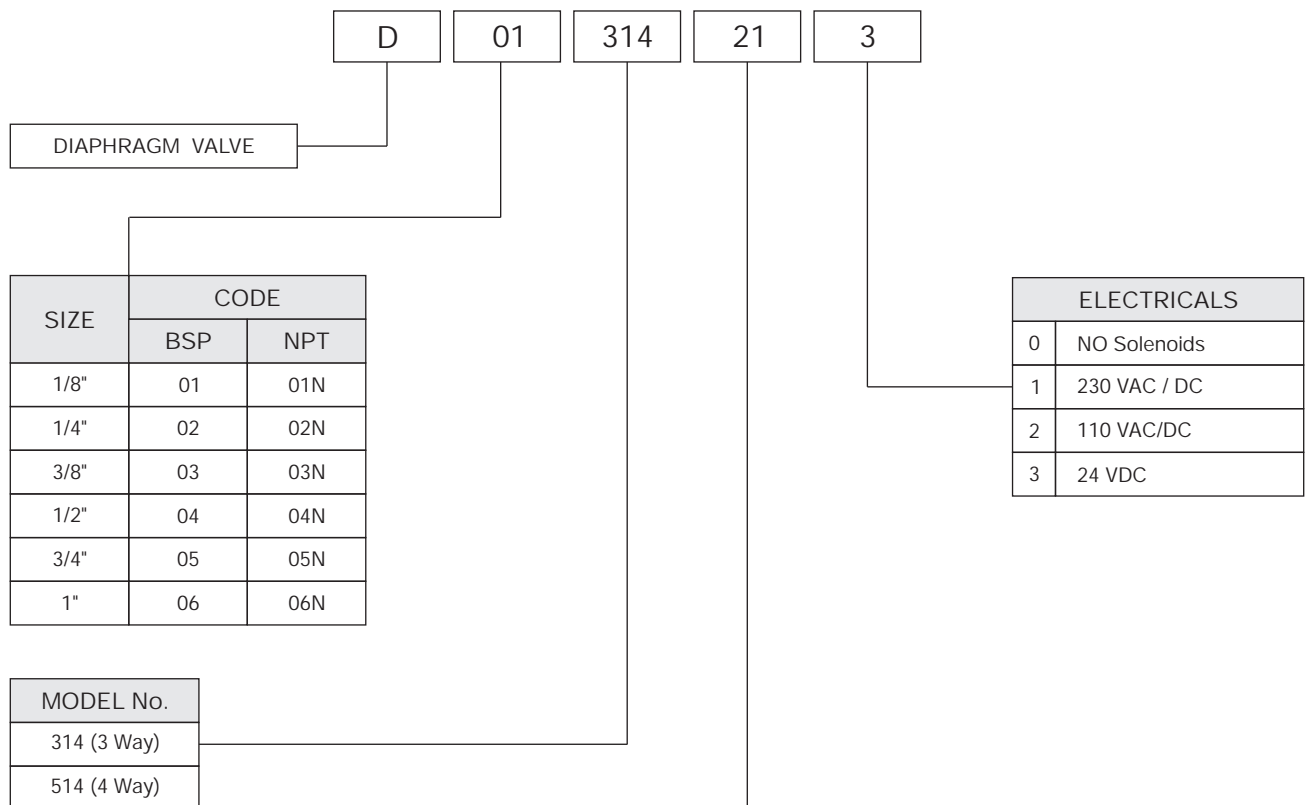 D 01 314 21 3
DIAPHRAGM VALVE
SIZE CODE
BSP NPT
1/8" 01 01N
1/4" 02 02N
3/8" 03 03N
1/2" 04 04N
3/4" 05 05N
1" 06 06N
ELECTRICALS
0 NO Solenoids
1 230 VAC / DC
2 110 VAC/DC
3 24 VDC
MODEL No.
314 (3 Way)
514 (4 Way)